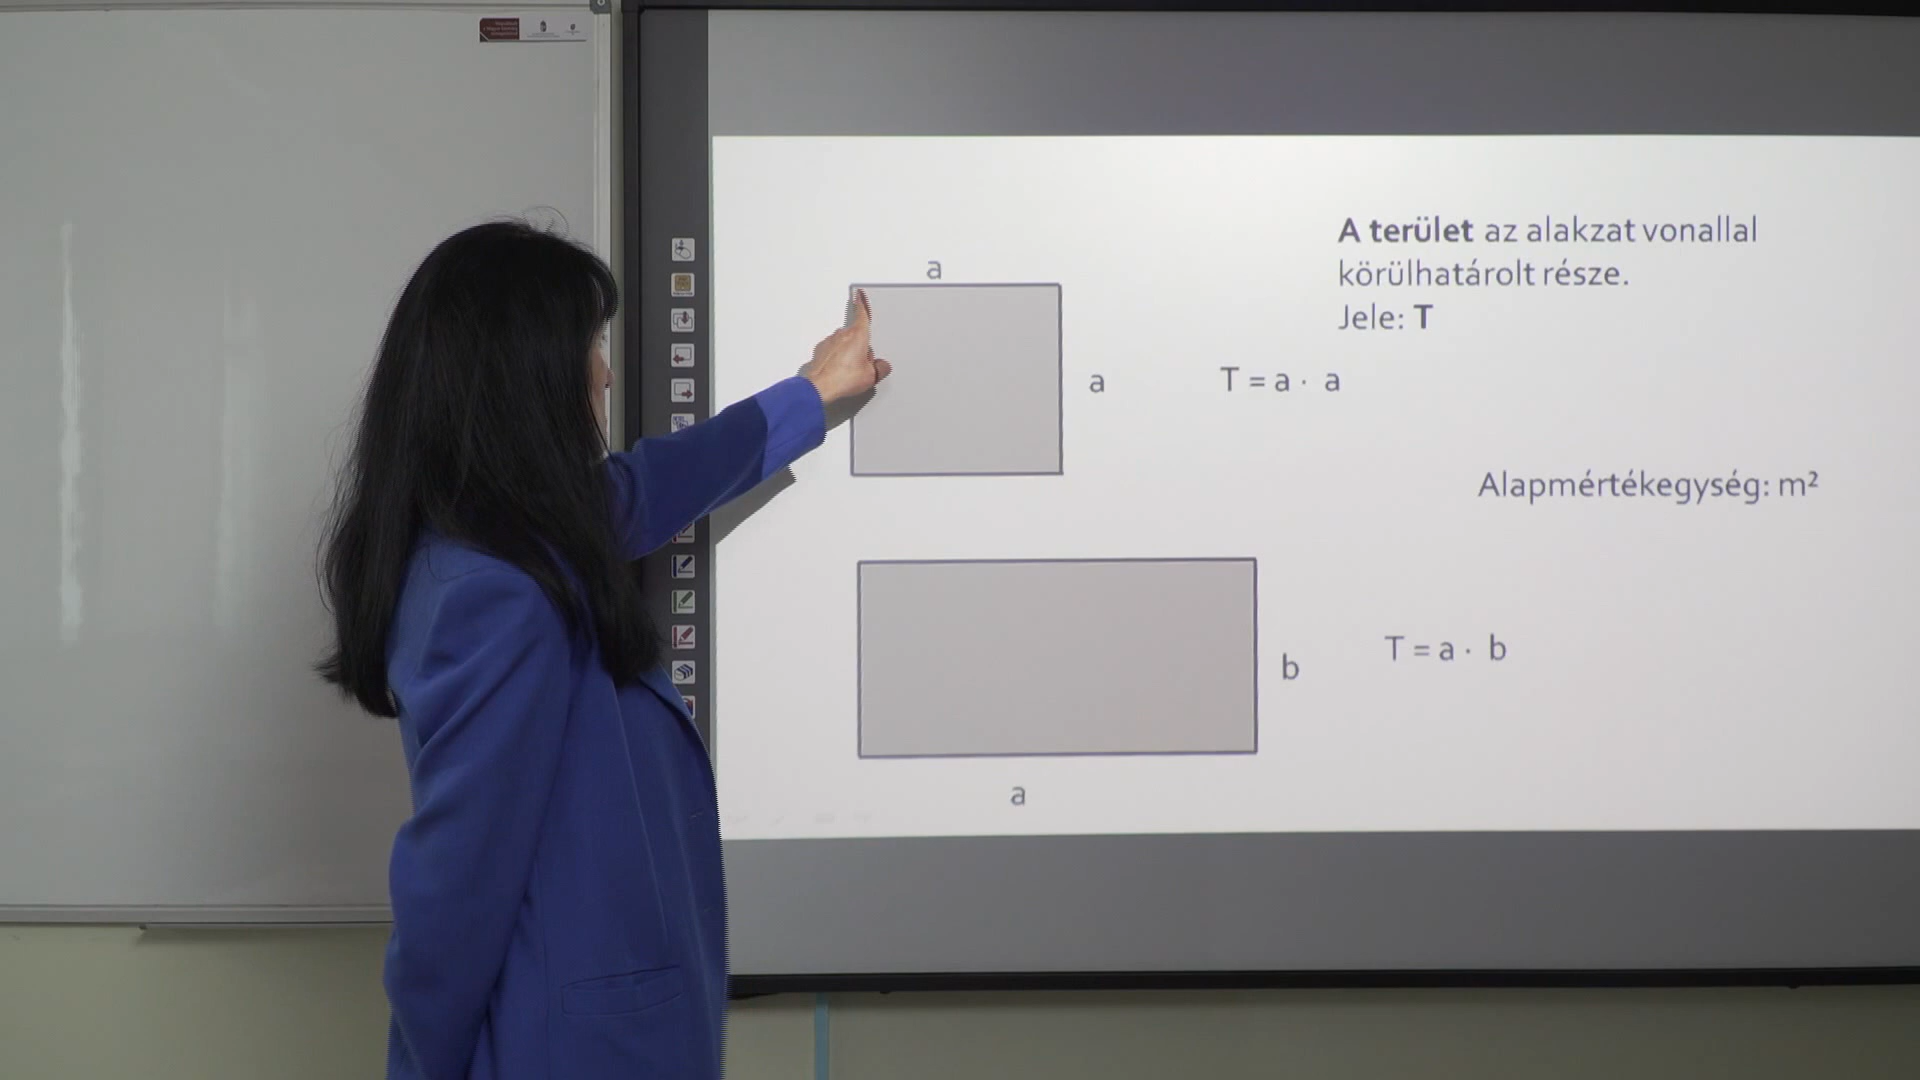 A terület az alakzat vonallal
körülhatárolt része.
Jele: T
a
a
T = a · a
Alapmértékegység: m²
b
T = a · b
a